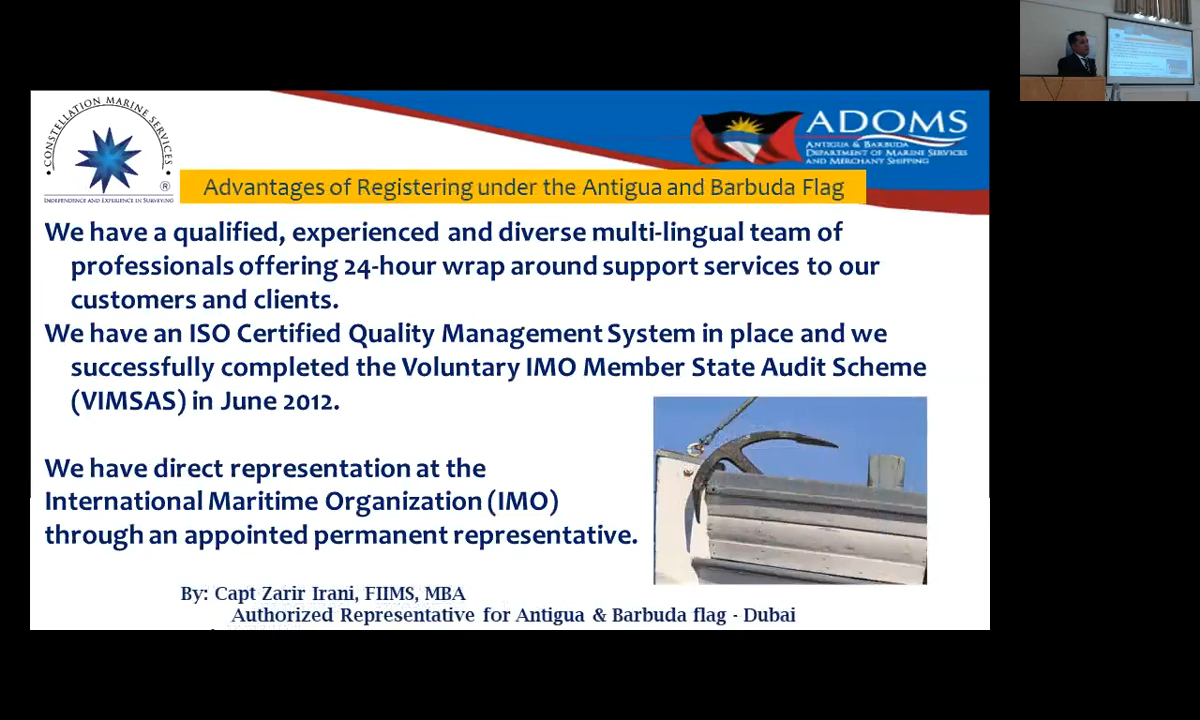 CONSTELLATION MARINE SERVICES
®
INDEPENDENCE AND EXPERIENCE IN SURVEYING
ADOMS
ANTIGUA & BARBUDA
DEPARTMENT OF MARINE SERVICES
AND MERCHANT SHIPPING
Advantages of Registering under the Antigua and Barbuda Flag
We have a qualified, experienced and diverse multi-lingual team of
professionals offering 24-hour wrap around support services to our
customers and clients.
We have an ISO Certified Quality Management System in place and we
successfully completed the Voluntary IMO Member State Audit Scheme
(VIMSAS) in June 2012.
We have direct representation at the
International Maritime Organization (IMO)
through an appointed permanent representative.
By: Capt Zarir Irani, FIIMS, MBA
Authorized Representative for Antigua & Barbuda flag - Dubai